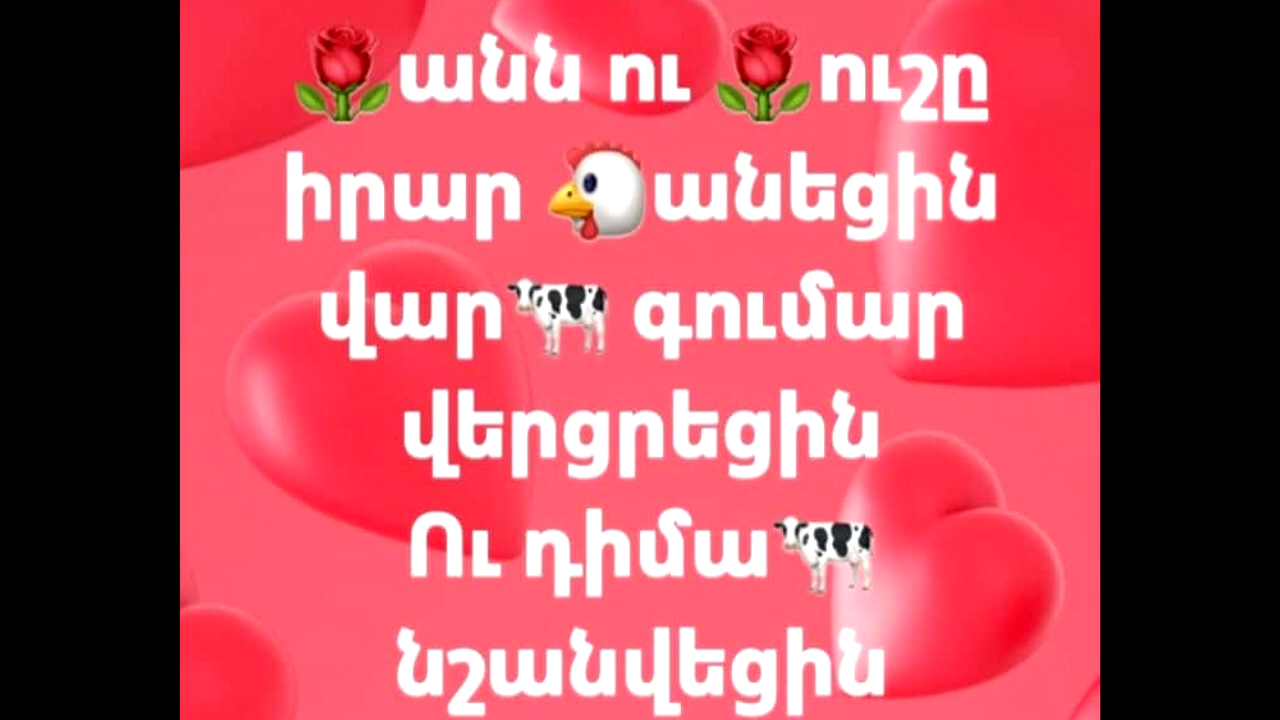 🌹անն ու 🌹ուշը
իրար 🐔անեցին
վար🐄 գումար
վերցրեցին
Ու դիմա🐄
նշանվեցին